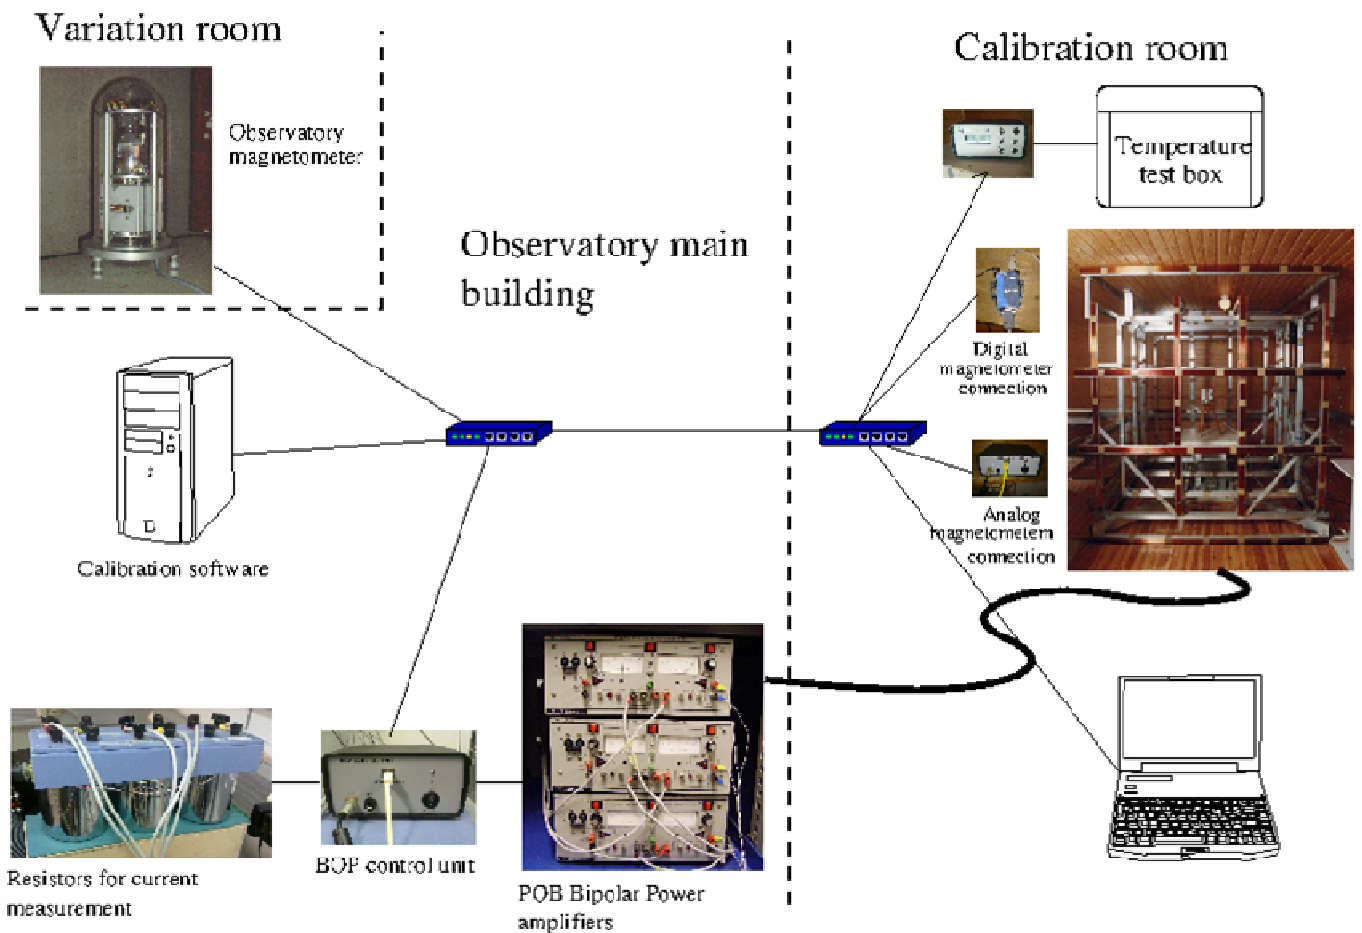 Variation room
Observatory
magnetometer
Observatory main
building
Calibration room
Temperature
test box
Digital
magnetometer
connection
Analog
magnetometern
connection
Calibration software
Resistors for current
measurement
BOP control unit
POB Bipolar Power
amplifiers